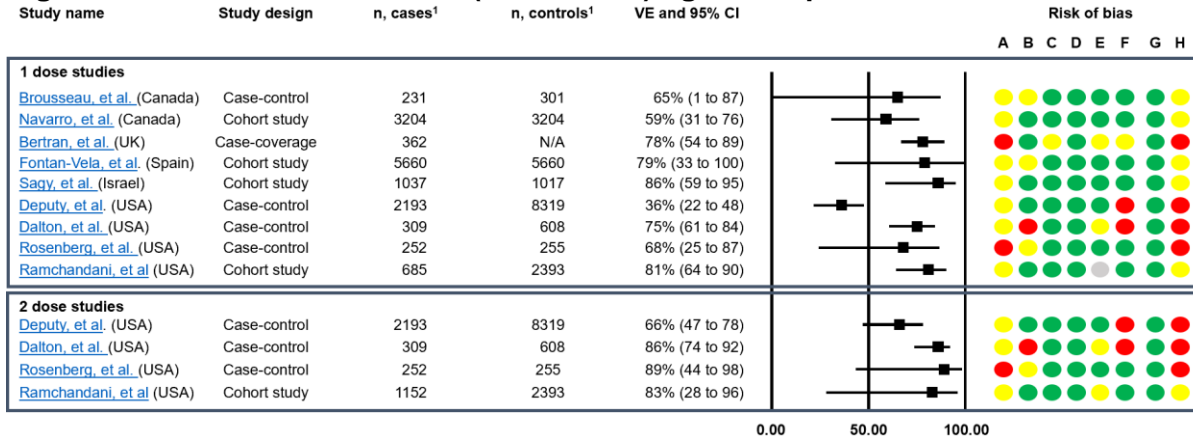 Study name Study design n, cases¹ n, controls¹ VE and 95% CI Risk of bias
A B C D E F G H
1 dose studies
Brousseau, et al. (Canada) Case-control 231 301 65% (1 to 87)
Navarro, et al. (Canada) Cohort study 3204 3204 59% (31 to 76)
Bertran, et al. (UK) Case-coverage 362 N/A 78% (54 to 89)
Fontan-Vela, et al. (Spain) Cohort study 5660 5660 79% (33 to 100)
Sagy, et al. (Israel) Cohort study 1037 1017 86% (59 to 95)
Deputy, et al. (USA) Case-control 2193 8319 36% (22 to 48)
Dalton, et al. (USA) Case-control 309 608 75% (61 to 84)
Rosenberg, et al. (USA) Case-control 252 255 68% (25 to 87)
Ramchandani, et al (USA) Cohort study 685 2393 81% (64 to 90)
2 dose studies
Deputy, et al. (USA) Case-control 2193 8319 66% (47 to 78)
Dalton, et al. (USA) Case-control 309 608 86% (74 to 92)
Rosenberg, et al. (USA) Case-control 252 255 89% (44 to 98)
Ramchandani, et al (USA) Cohort study 1152 2393 83% (28 to 96)
0.00 50.00 100.00